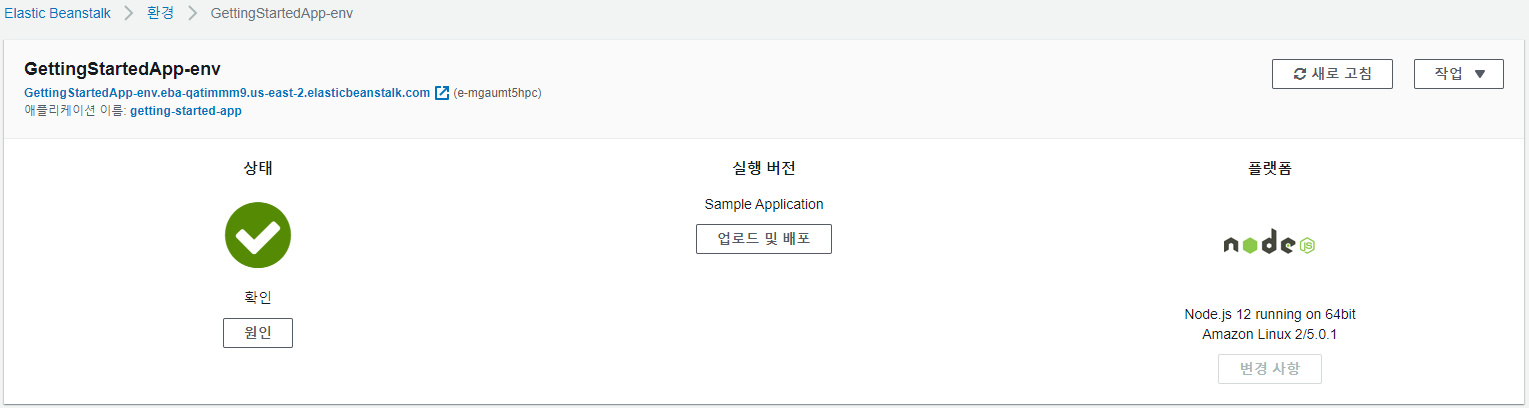 Elastic Beanstalk > 환경 > GettingStartedApp-env
GettingStartedApp-env
새로 고침
작업
GettingStartedApp-env.eba-qatimmm9.us-east-2.elasticbeanstalk.com (e-mgaumt5hpc)
애플리케이션 이름: getting-started-app
상태
실행 버전
플랫폼
Sample Application
업로드 및 배포
node JS
확인
원인
Node.js 12 running on 64bit
Amazon Linux 2/5.0.1
변경 사항